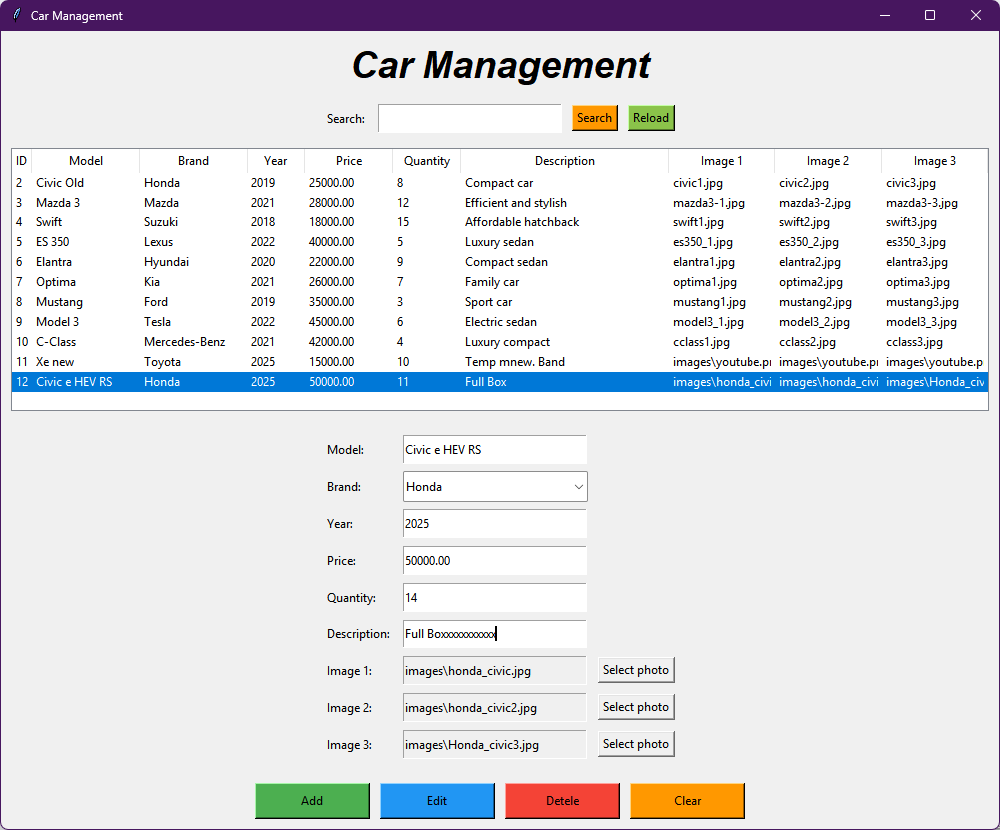 Car Management
Car Management
Search: Search Reload
ID Model Brand Year Price Quantity Description Image 1 Image 2 Image 3
2 Civic Old Honda 2019 25000.00 8 Compact car civic1.jpg civic2.jpg civic3.jpg
3 Mazda 3 Mazda 2021 28000.00 12 Efficient and stylish mazda3-1.jpg mazda3-2.jpg mazda3-3.jpg
4 Swift Suzuki 2018 18000.00 15 Affordable hatchback swift1.jpg swift2.jpg swift3.jpg
5 ES 350 Lexus 2022 40000.00 5 Luxury sedan es350_1.jpg es350_2.jpg es350_3.jpg
6 Elantra Hyundai 2020 22000.00 9 Compact sedan elantra1.jpg elantra2.jpg elantra3.jpg
7 Optima Kia 2021 26000.00 7 Family car optima1.jpg optima2.jpg optima3.jpg
8 Mustang Ford 2019 35000.00 3 Sport car mustang1.jpg mustang2.jpg mustang3.jpg
9 Model 3 Tesla 2022 45000.00 6 Electric sedan model3_1.jpg model3_2.jpg model3_3.jpg
10 C-Class Mercedes-Benz 2021 42000.00 4 Luxury compact cclass1.jpg cclass2.jpg cclass3.jpg
11 Xe new Toyota 2025 15000.00 10 Temp mnew. Band images\youtube.pr images\youtube.pr images\youtube.p
12 Civic e HEV RS Honda 2025 50000.00 11 Full Box images\honda_civi images\honda_civi images\Honda_civ
Model: Civic e HEV RS
Brand: Honda
Year: 2025
Price: 50000.00
Quantity: 14
Description: Full Boxxxxxxxxxxx
Image 1: images\honda_civic.jpg Select photo
Image 2: images\honda_civic2.jpg Select photo
Image 3: images\Honda_civic3.jpg Select photo
Add Edit Detele Clear